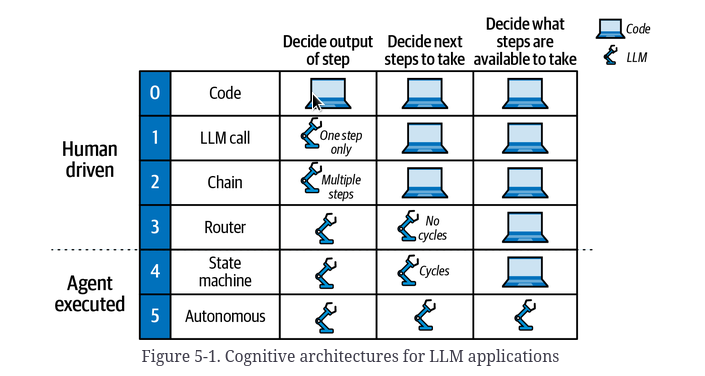 Decide output
of step
Decide next
steps to take
Decide what
steps are
available to take
Code
LLM
Human
driven
Agent
executed
0
Code
1
LLM call
One step
only
2
Chain
Multiple
steps
3
Router
No
cycles
4
State
machine
Cycles
5
Autonomous
Figure 5-1. Cognitive architectures for LLM applications